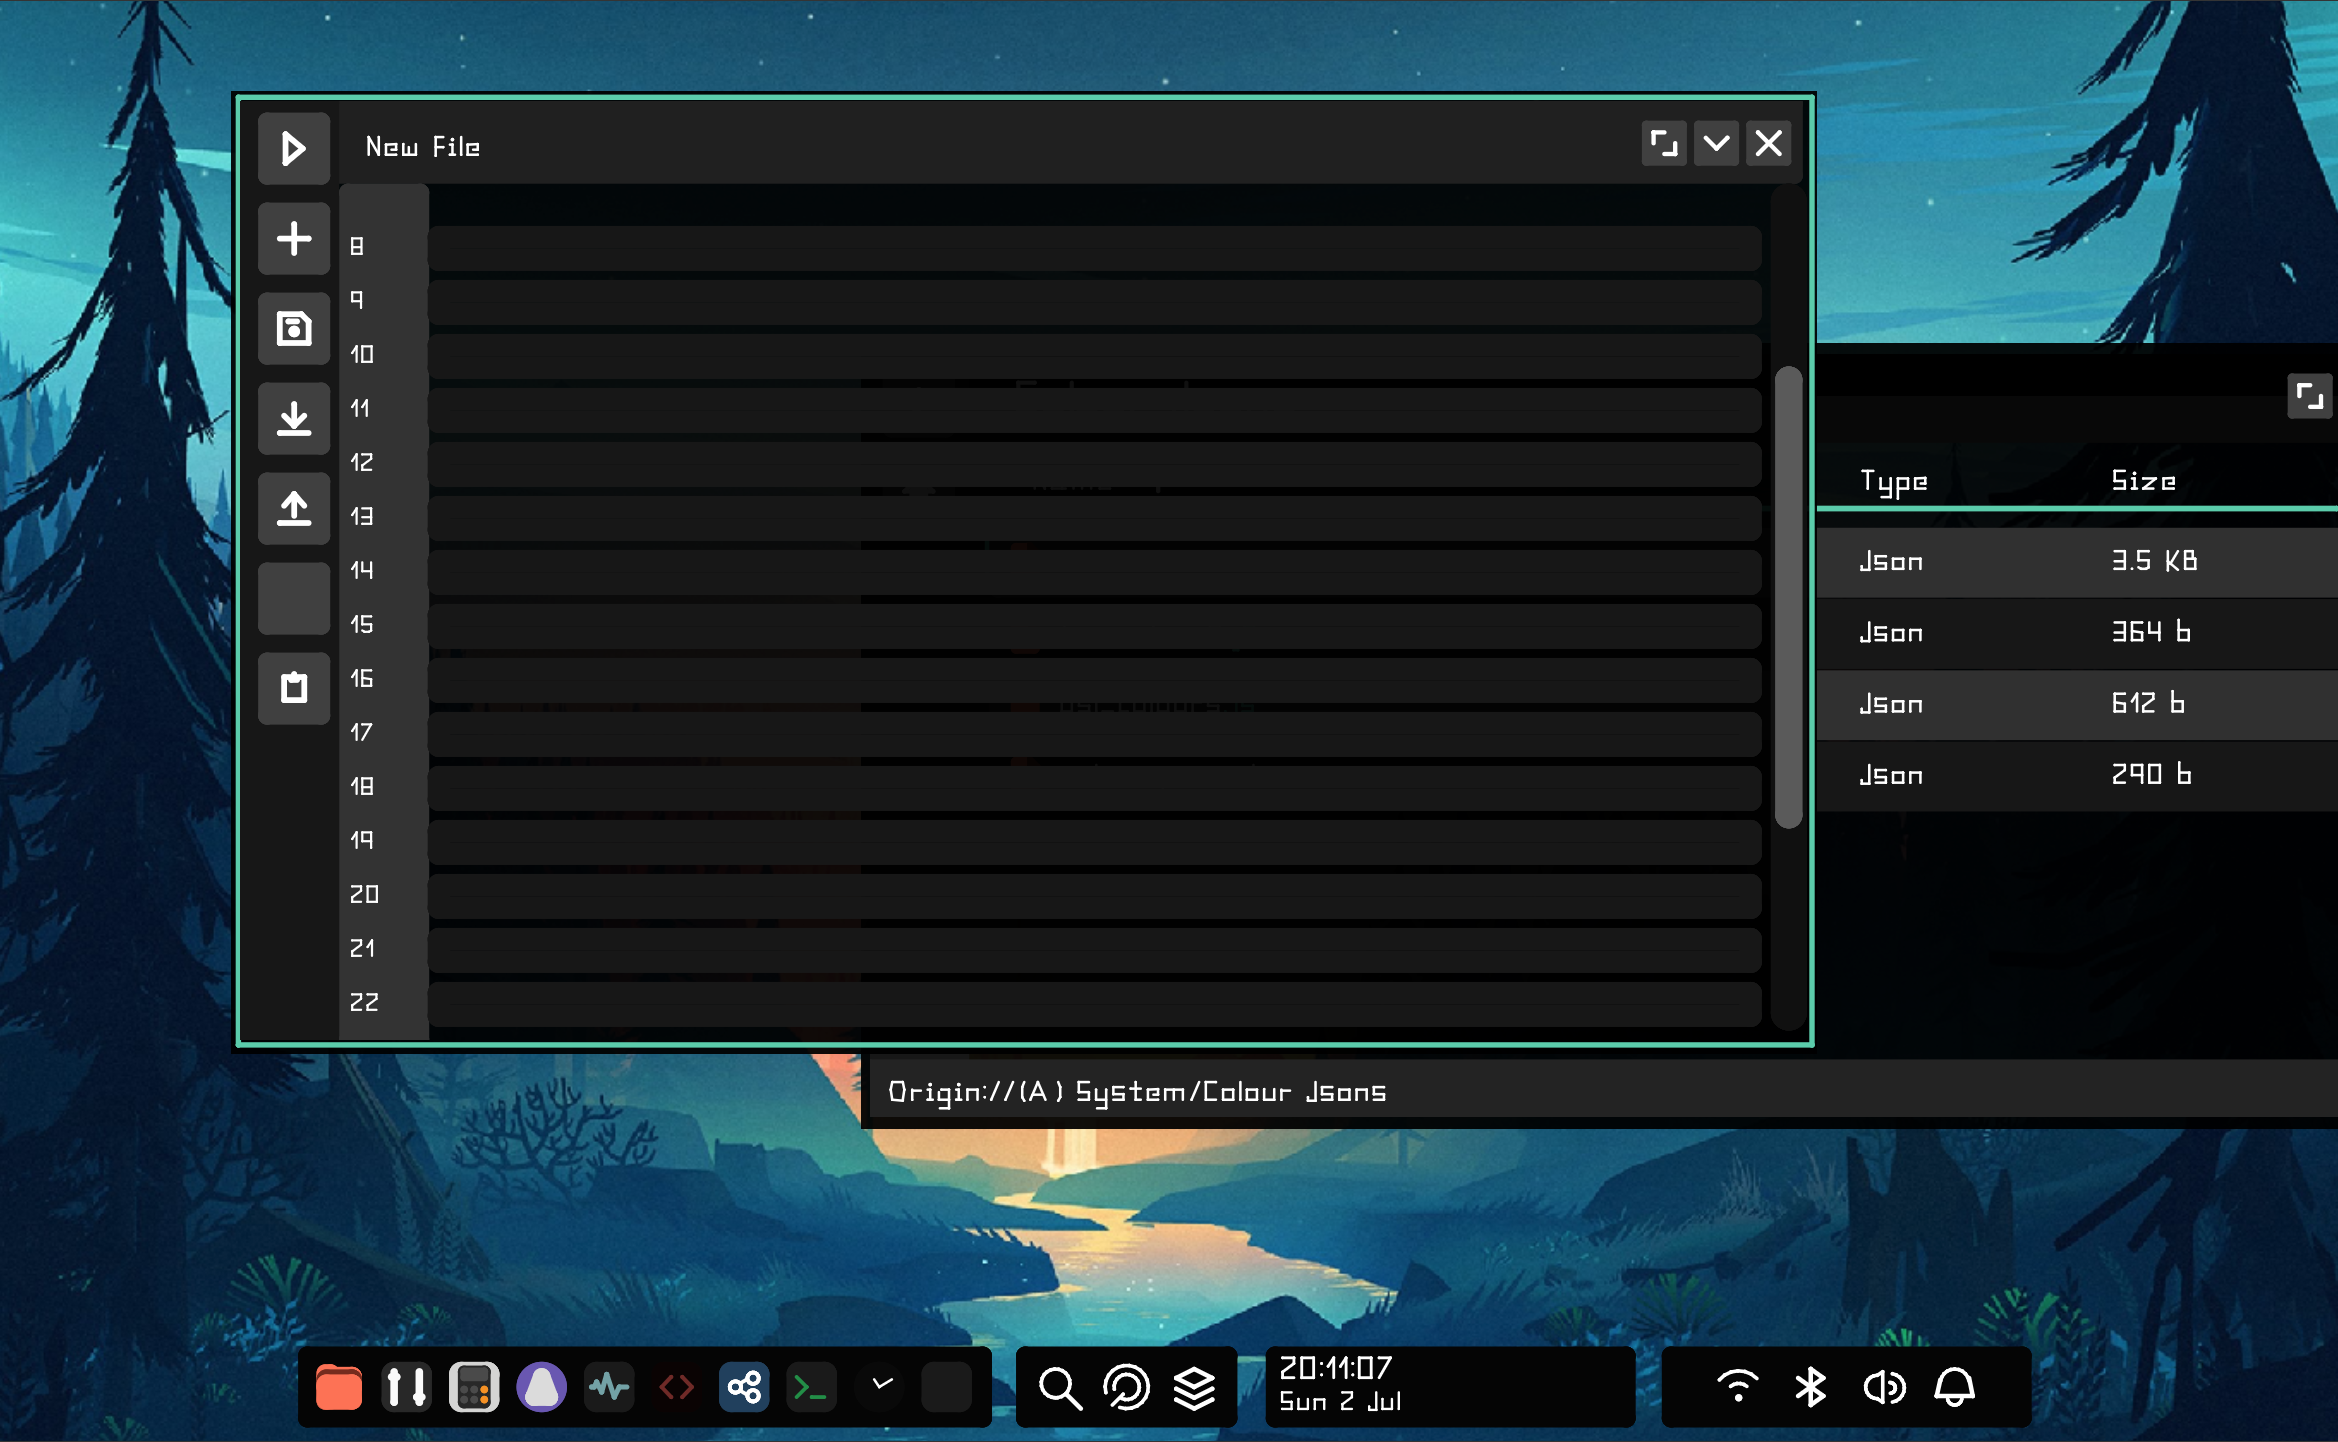 New File
8
9
10
11
12
13
14
15
16
17
18
19
20
21
22
Type Size
Json 3.5 KB
Json 364 b
Json 612 b
Json 290 b
Origin://(A) System/Colour Jsons
20:11:07
Sun 2 Jul